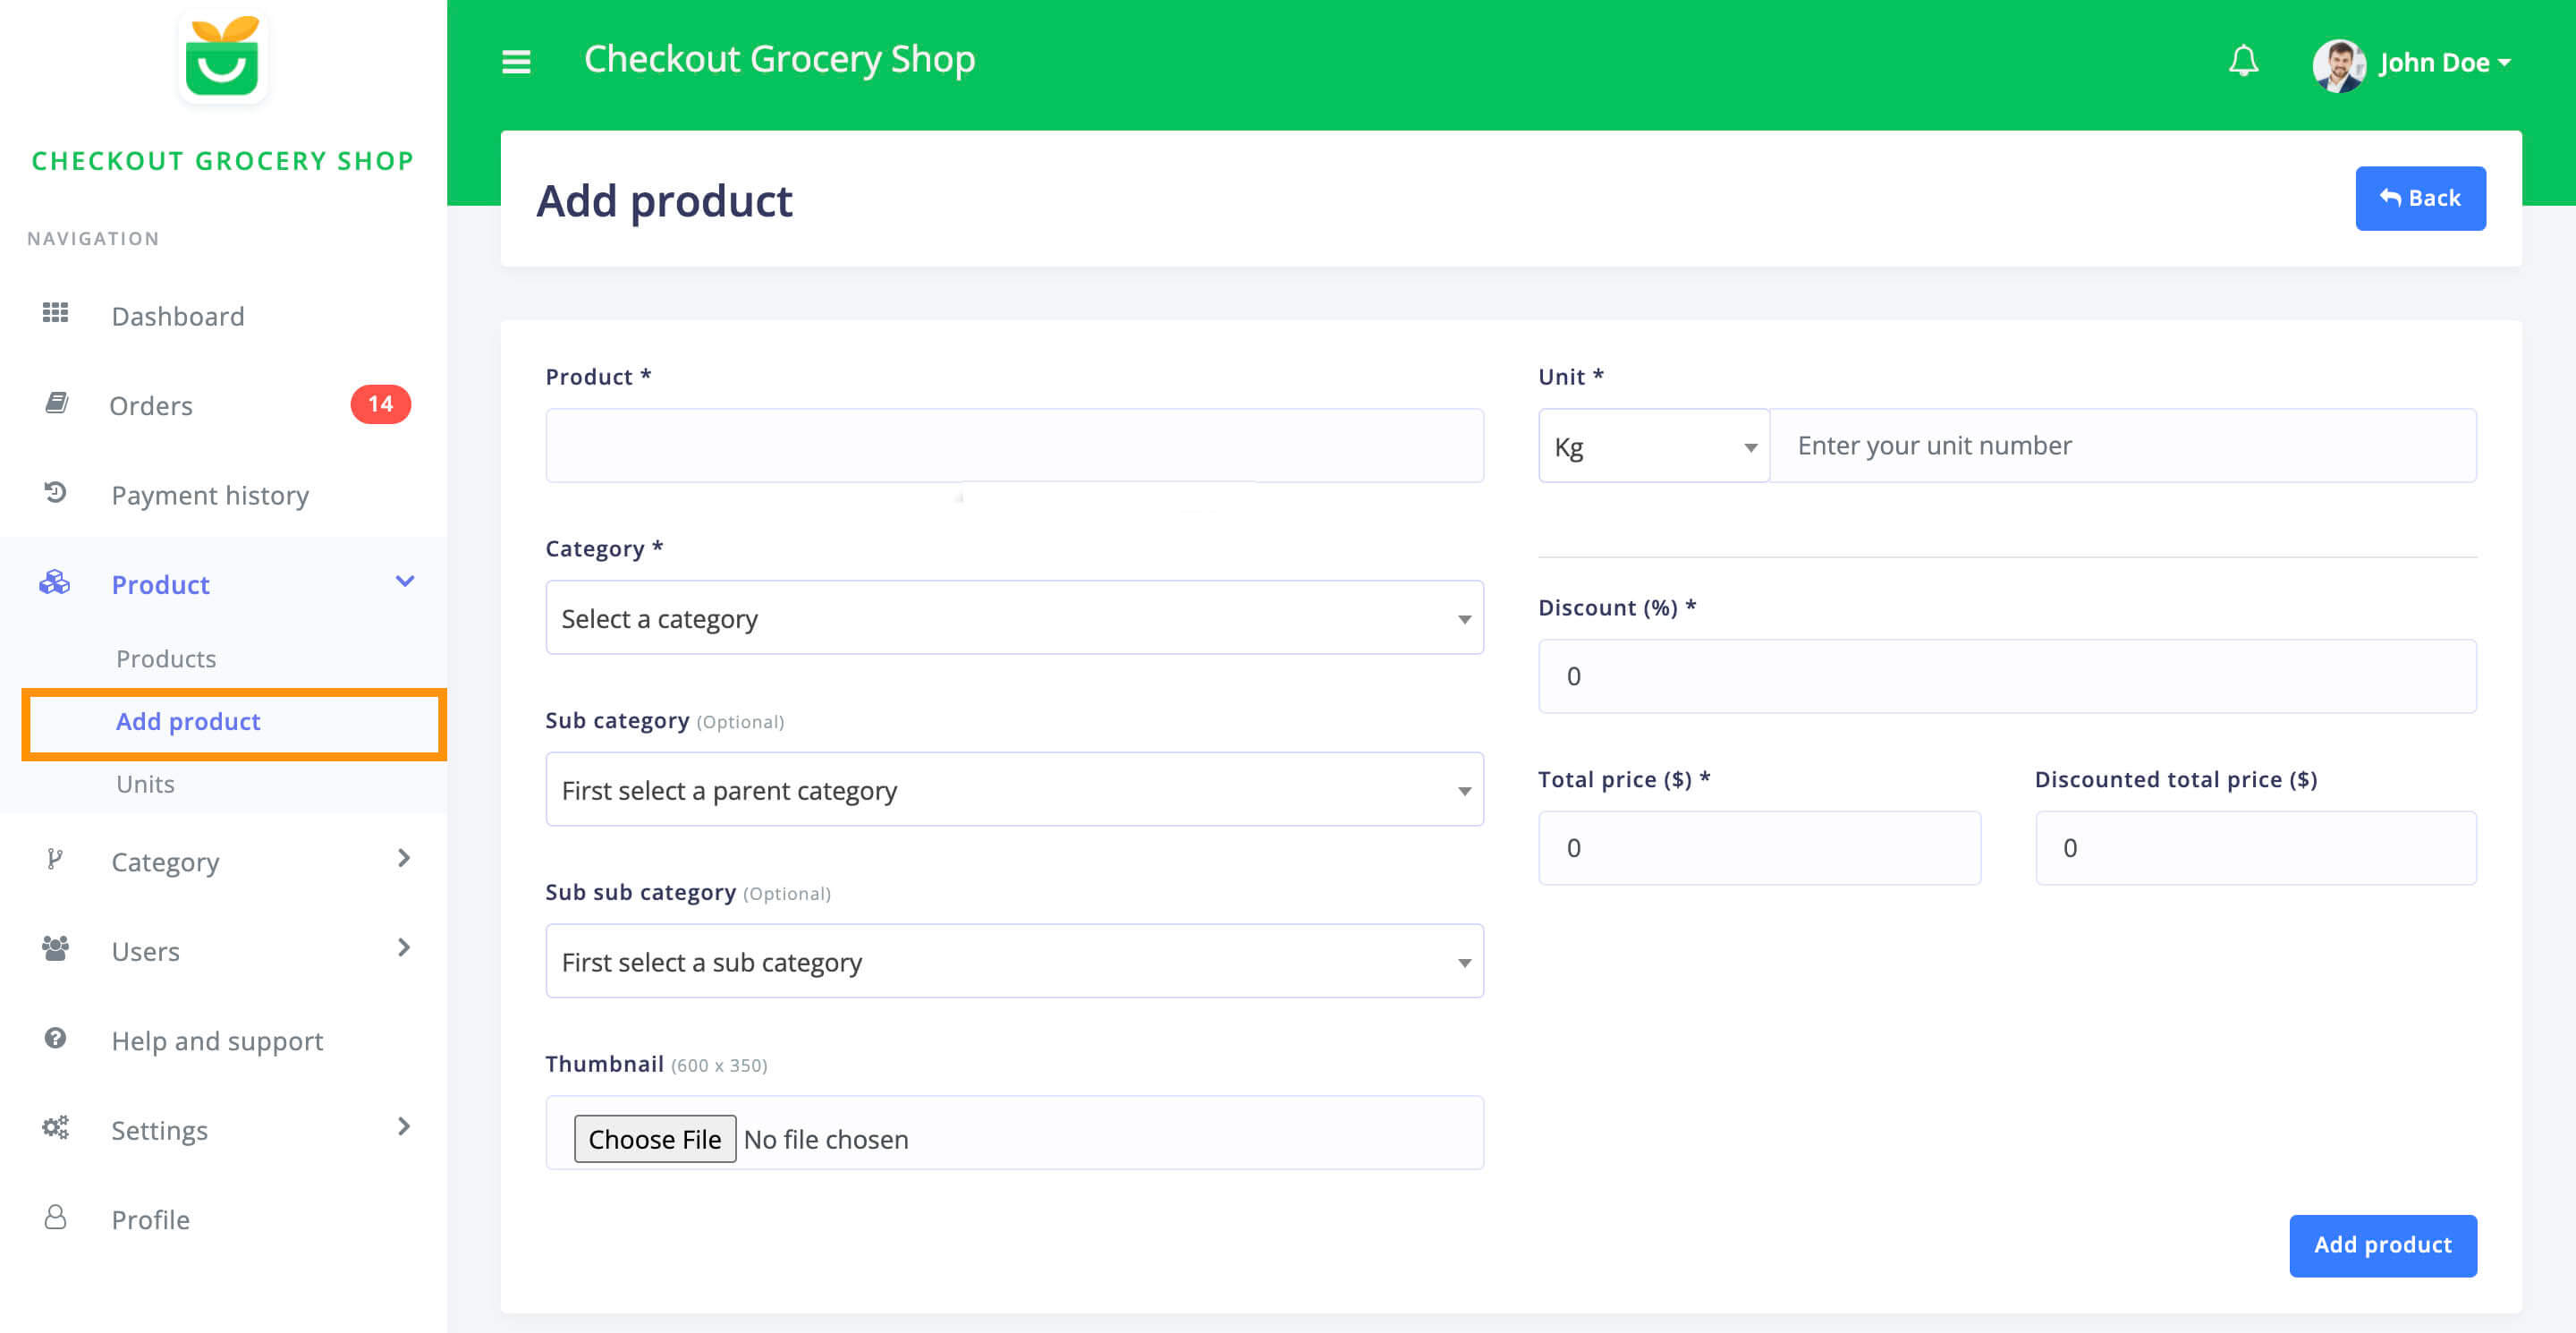 CHECKOUT GROCERY SHOP
NAVIGATION
Dashboard
Orders 14
Payment history
Product
Products
Add product
Units
Category
Users
Help and support
Settings
Profile
Checkout Grocery Shop
John Doe
Add product
Back
Product *
Category *
Select a category
Sub category (Optional)
First select a parent category
Sub sub category (Optional)
First select a sub category
Thumbnail (600 x 350)
Choose File No file chosen
Unit *
Kg Enter your unit number
Discount (%) *
0
Total price ($) * Discounted total price ($)
0 0
Add product